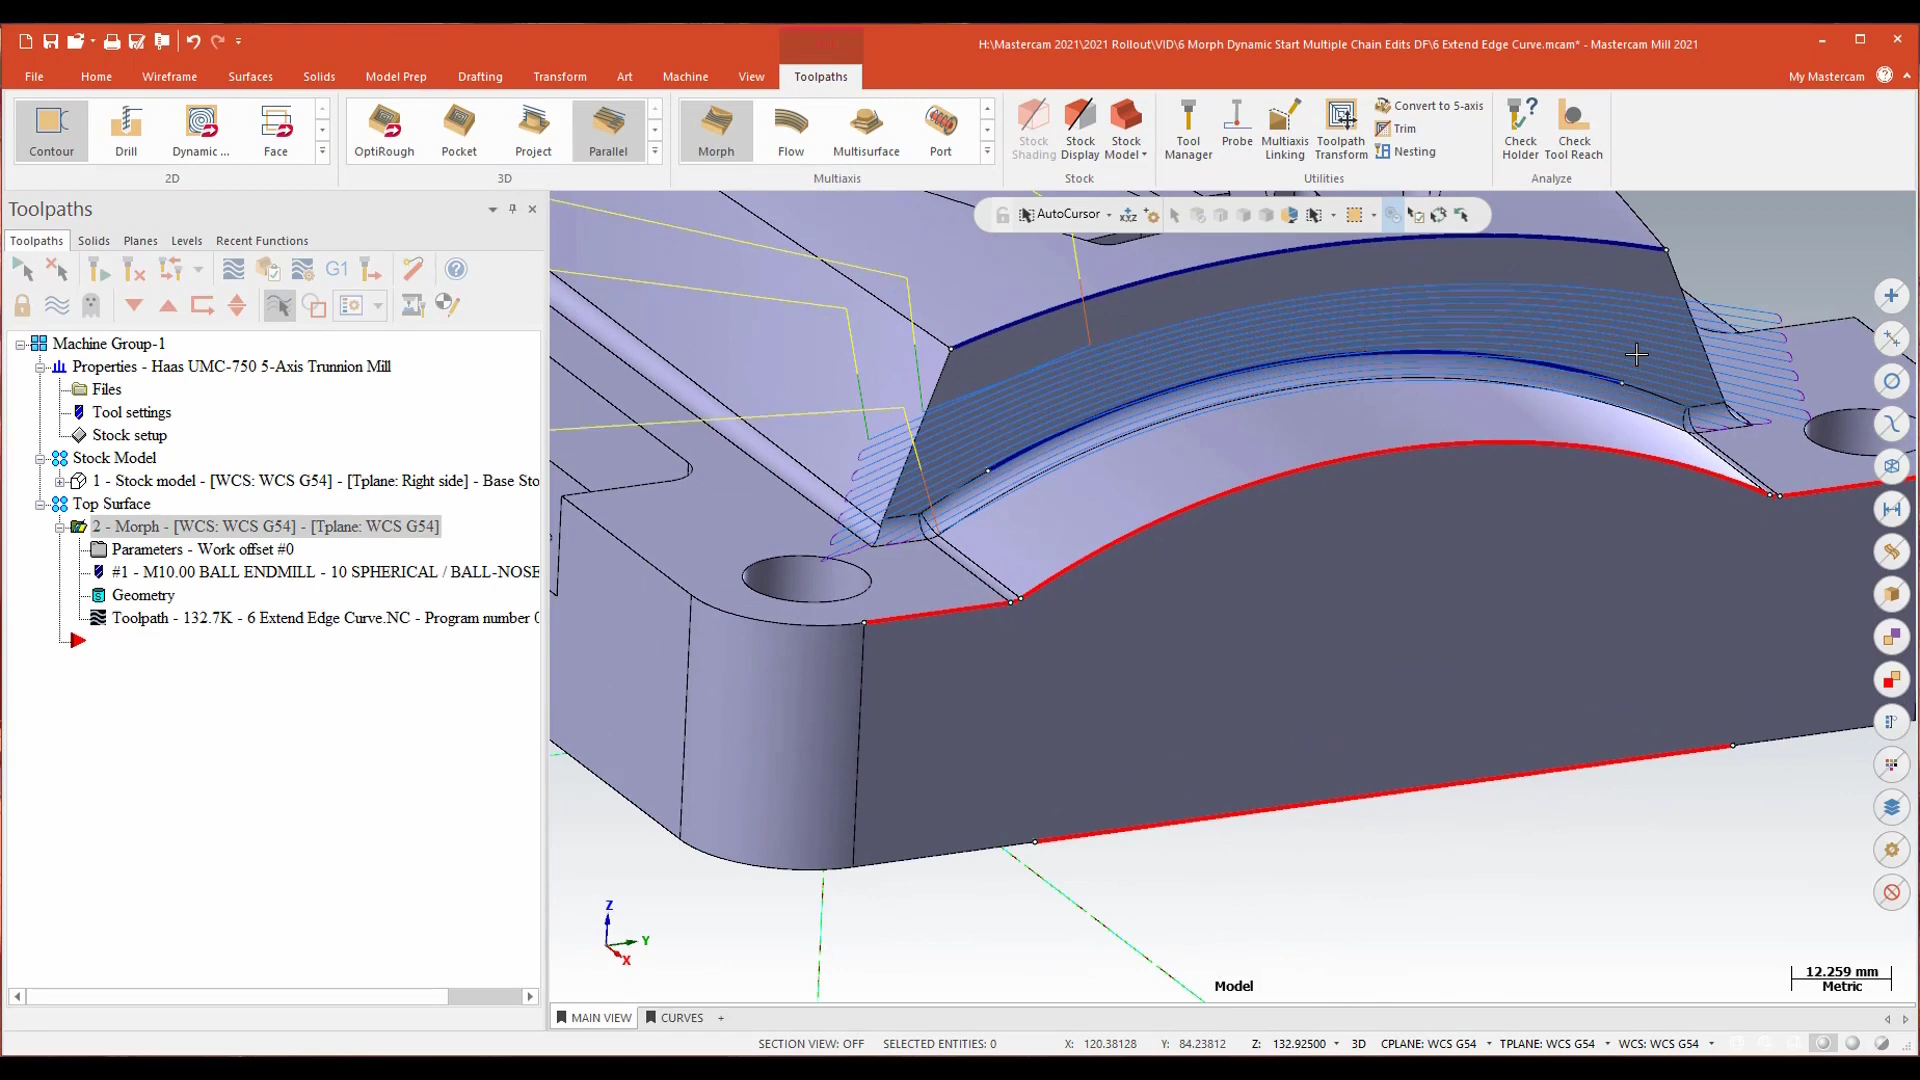 H:\Mastercam 2021\2021 Rollout\VID\6 Morph Dynamic Start Multiple Chain Edits DF\6 Extend Edge Curve.mcam* - Mastercam Mill 2021
File Home Wireframe Surfaces Solids Model Prep Drafting Transform Art Machine View Toolpaths My Mastercam
Contour Drill Dynamic ... Face
2D
OptiRough Pocket Project Parallel
3D
Morph Flow Multisurface Port
Multiaxis
Stock Shading
Stock Display
Stock Model
Stock
Tool Manager
Probe
Multiaxis Linking
Toolpath Transform
Convert to 5-axis
Trim
Nesting
Utilities
Check Holder
Check Tool Reach
Analyze
Toolpaths
Toolpaths Solids Planes Levels Recent Functions
G1
AutoCursor
XYZ
Machine Group-1
Properties - Haas UMC-750 5-Axis Trunnion Mill
Files
Tool settings
Stock setup
Stock Model
1 - Stock model - [WCS: WCS G54] - [Tplane: Right side] - Base Sto
Top Surface
2 - Morph - [WCS: WCS G54] - [Tplane: WCS G54]
Parameters - Work offset #0
#1 - M10.00 BALL ENDMILL - 10 SPHERICAL / BALL-NOSE
Geometry
Toolpath - 132.7K - 6 Extend Edge Curve.NC - Program number
Z
Y
X
Model
12.259 mm
Metric
MAIN VIEW CURVES +
SECTION VIEW: OFF SELECTED ENTITIES: 0 X: 120.38128 Y: 84.23812 Z: 132.92500 3D CPLANE: WCS G54 TPLANE: WCS G54 WCS: WCS G54